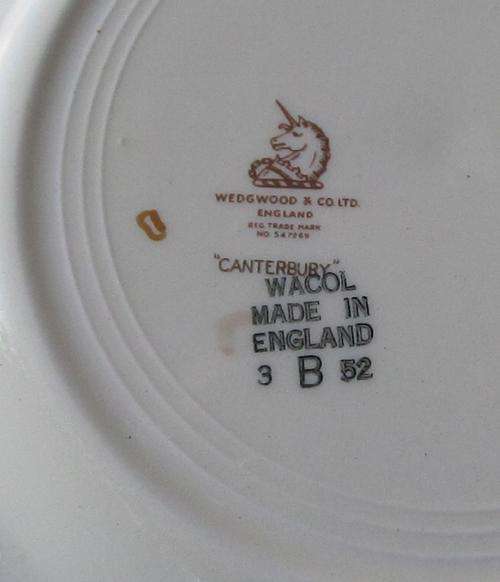 WEDGWOOD & CO. LTD.
ENGLAND
REG. TRADE MARK
NO. 547269
"CANTERBURY"
WACOL
MADE IN
ENGLAND
3 B 52